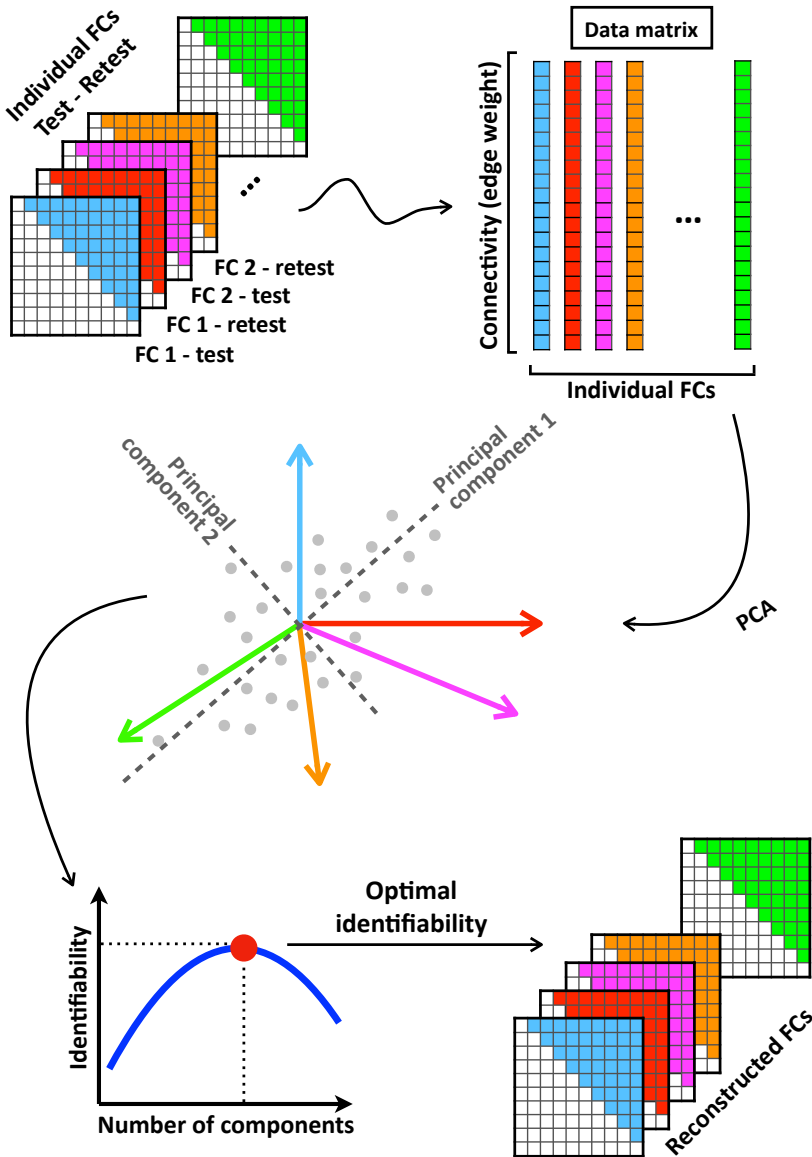 Individual FCs
Test - Retest
FC 2 - retest
FC 2 - test
FC 1 - retest
FC 1 - test
Data matrix
Connectivity (edge weight)
...
Individual FCs
Principal
component 2
Principal
component 1
PCA
Identifiability
Number of components
Optimal
identifiability
Reconstructed FCs